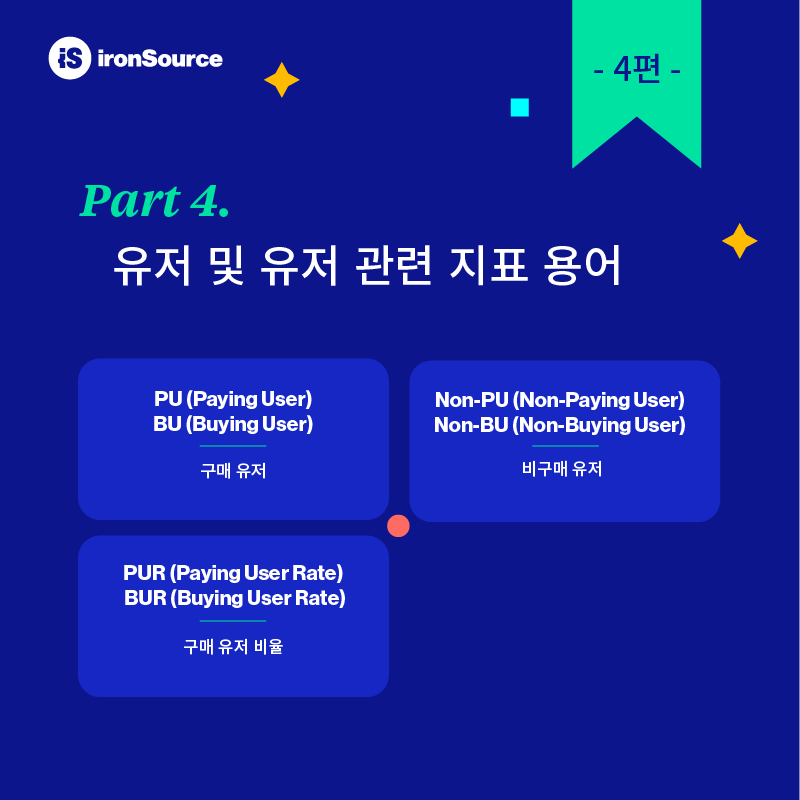 iS ironSource
- 4편 -
Part 4.
유저 및 유저 관련 지표 용어
PU (Paying User)
BU (Buying User)
구매 유저
Non-PU (Non-Paying User)
Non-BU (Non-Buying User)
비구매 유저
PUR (Paying User Rate)
BUR (Buying User Rate)
구매 유저 비율